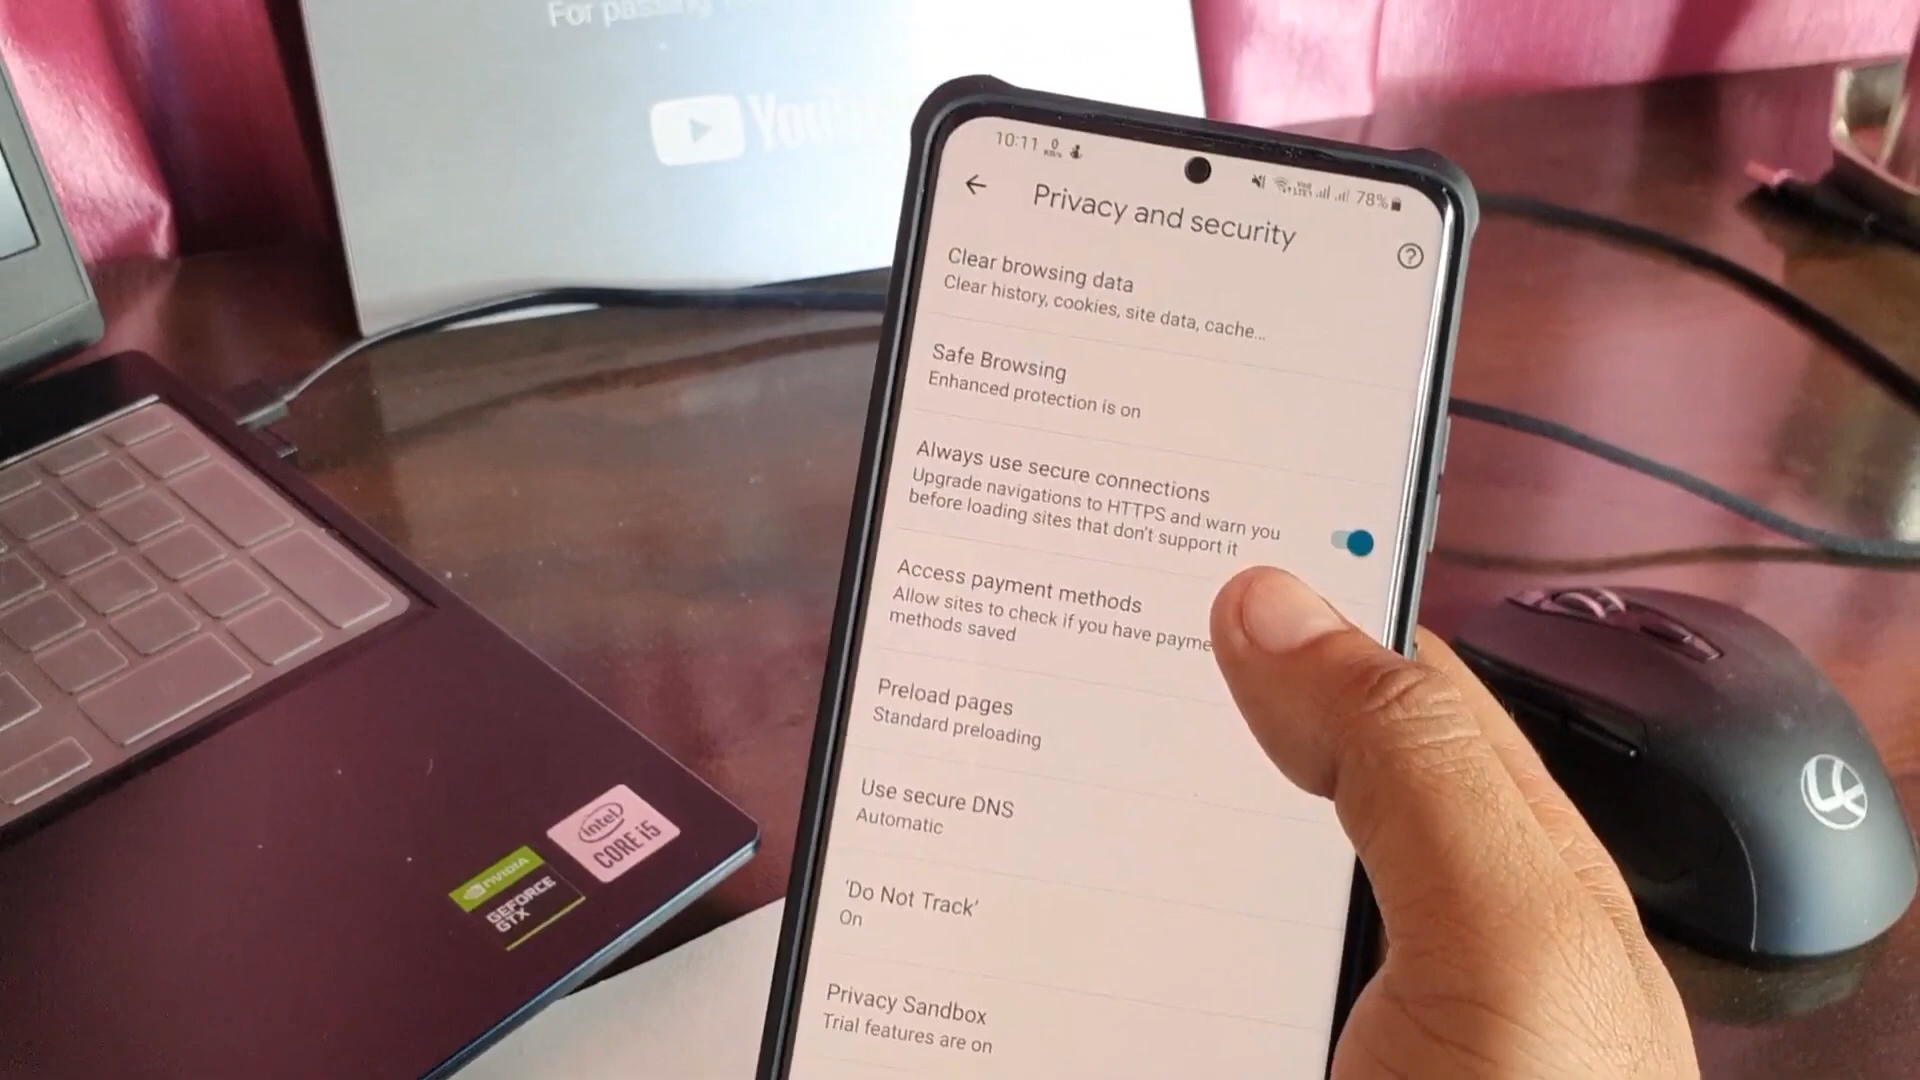 For passing
YouTube
10:11
0
KB/s
78%
Privacy and security
Clear browsing data
Clear history, cookies, site data, cache...
Safe Browsing
Enhanced protection is on
Always use secure connections
Upgrade navigations to HTTPS and warn you
before loading sites that don't support it
Access payment methods
Allow sites to check if you have payme
methods saved
Preload pages
Standard preloading
Use secure DNS
Automatic
'Do Not Track'
On
Privacy Sandbox
Trial features are on
intel
CORE i5
NVIDIA
GEFORCE
GTX